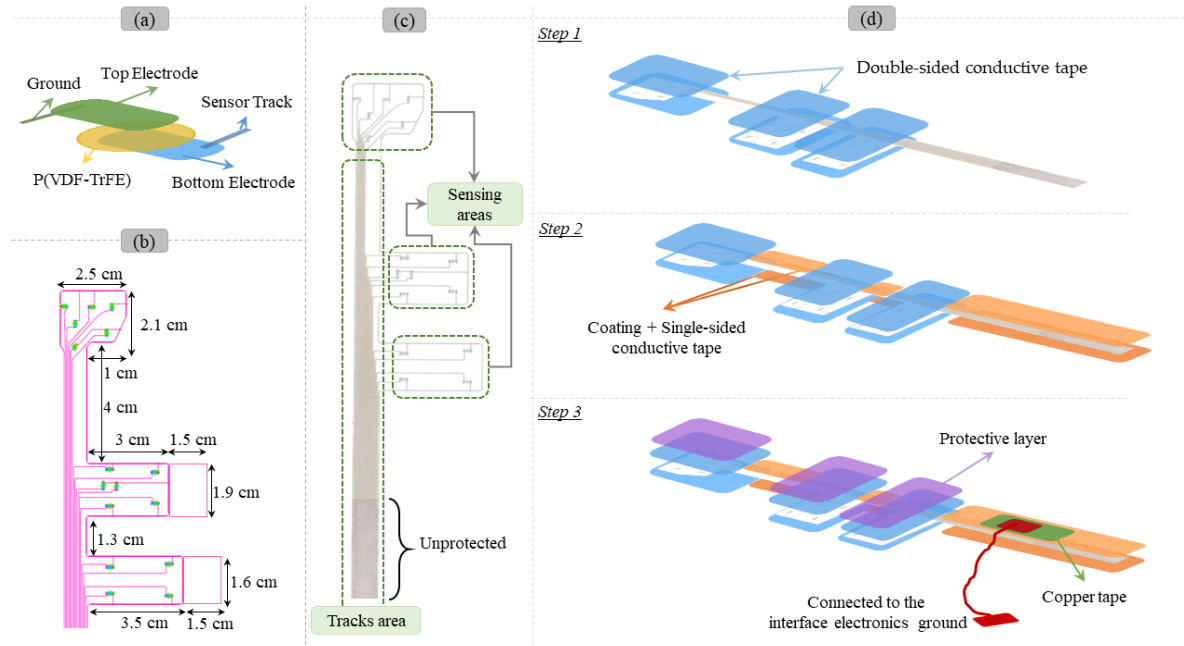 (a)
Ground
Top Electrode
Sensor Track
P(VDF-TrFE)
Bottom Electrode
(b)
2.5 cm
2.1 cm
1 cm
4 cm
3 cm
1.5 cm
1.9 cm
1.3 cm
1.6 cm
3.5 cm
1.5 cm
(c)
Sensing
areas
Unprotected
Tracks area
(d)
Step 1
Double-sided conductive tape
Step 2
Coating + Single-sided
conductive tape
Step 3
Protective layer
Copper tape
Connected to the
interface electronics ground